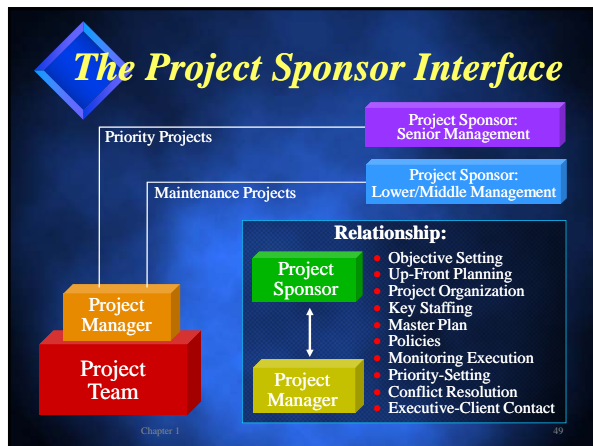 The Project Sponsor Interface
Project Sponsor:
Senior Management
Priority Projects
Project Sponsor:
Lower/Middle Management
Maintenance Projects
Relationship:
Project
Sponsor
Project
Manager
• Objective Setting
• Up-Front Planning
• Project Organization
• Key Staffing
• Master Plan
• Policies
• Monitoring Execution
• Priority-Setting
• Conflict Resolution
• Executive-Client Contact
Project
Manager
Project
Team
Chapter 1
49